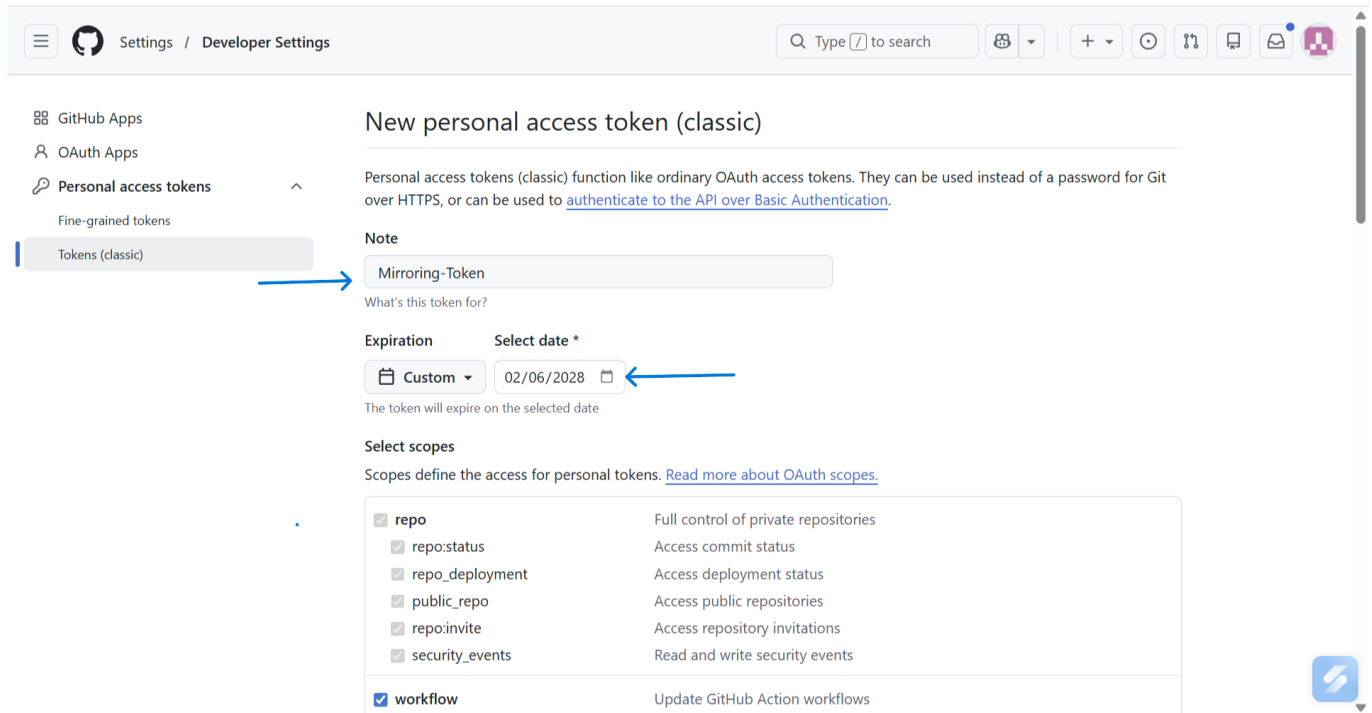 Settings / Developer Settings
Type / to search
GitHub Apps
OAuth Apps
Personal access tokens
Fine-grained tokens
Tokens (classic)
New personal access token (classic)
Personal access tokens (classic) function like ordinary OAuth access tokens. They can be used instead of a password for Git
over HTTPS, or can be used to authenticate to the API over Basic Authentication.
Note
Mirroring-Token
What's this token for?
Expiration Select date *
Custom 02/06/2028
The token will expire on the selected date
Select scopes
Scopes define the access for personal tokens. Read more about OAuth scopes.
repo Full control of private repositories
repo:status Access commit status
repo_deployment Access deployment status
public_repo Access public repositories
repo:invite Access repository invitations
security_events Read and write security events
workflow Update GitHub Action workflows